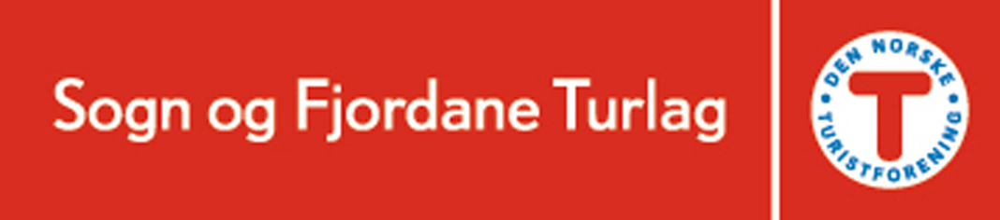 Sogn og Fjordane Turlag
DEN NORSKE
T
TURISTFORENING